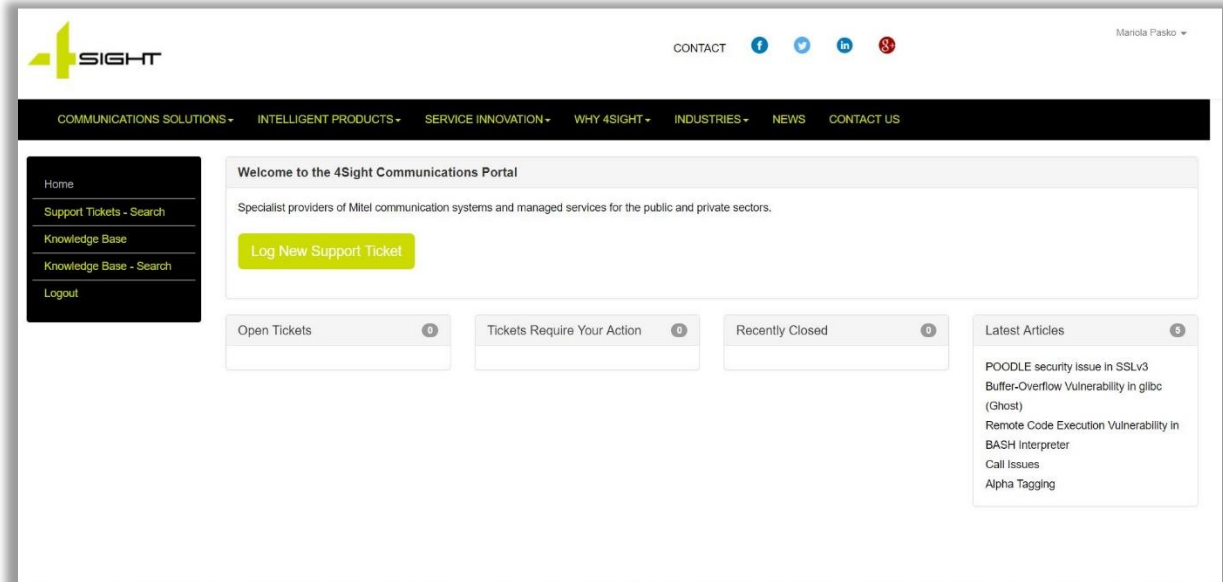 4SIGHT
CONTACT
Mariola Pasko
COMMUNICATIONS SOLUTIONS INTELLIGENT PRODUCTS SERVICE INNOVATION WHY 4SIGHT INDUSTRIES NEWS CONTACT US
Home
Support Tickets - Search
Knowledge Base
Knowledge Base - Search
Logout
Welcome to the 4Sight Communications Portal
Specialist providers of Mitel communication systems and managed services for the public and private sectors.
Log New Support Ticket
Open Tickets 0
Tickets Require Your Action 0
Recently Closed 0
Latest Articles 5
POODLE security issue in SSLv3
Buffer-Overflow Vulnerability in glibc
(Ghost)
Remote Code Execution Vulnerability in
BASH Interpreter
Call Issues
Alpha Tagging